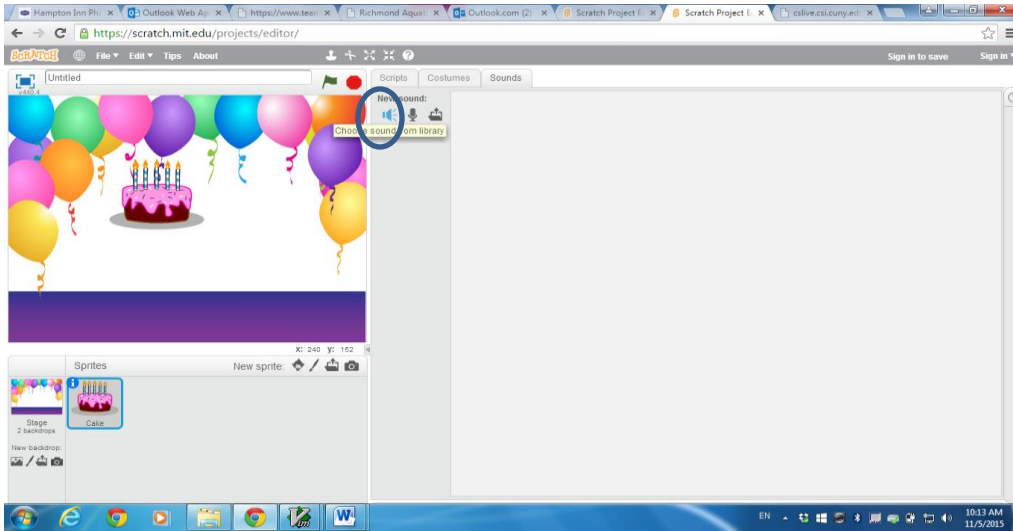 Hampton Inn Ph
Outlook Web Ap
https://www.team
Richmond Aquati
Outlook.com (2)
Scratch Project E
Scratch Project E
cslive.csi.cuny.ed
https://scratch.mit.edu/projects/editor/
SCRATCH File Edit Tips About
Sign in to save Sign in
Untitled
v440.4
Scripts Costumes Sounds
New sound:
Choose sound from library
X: 240 y: 152
Sprites New sprite:
Stage
2 backdrops
Cake
New backdrop:
EN
10:13 AM
11/5/2015